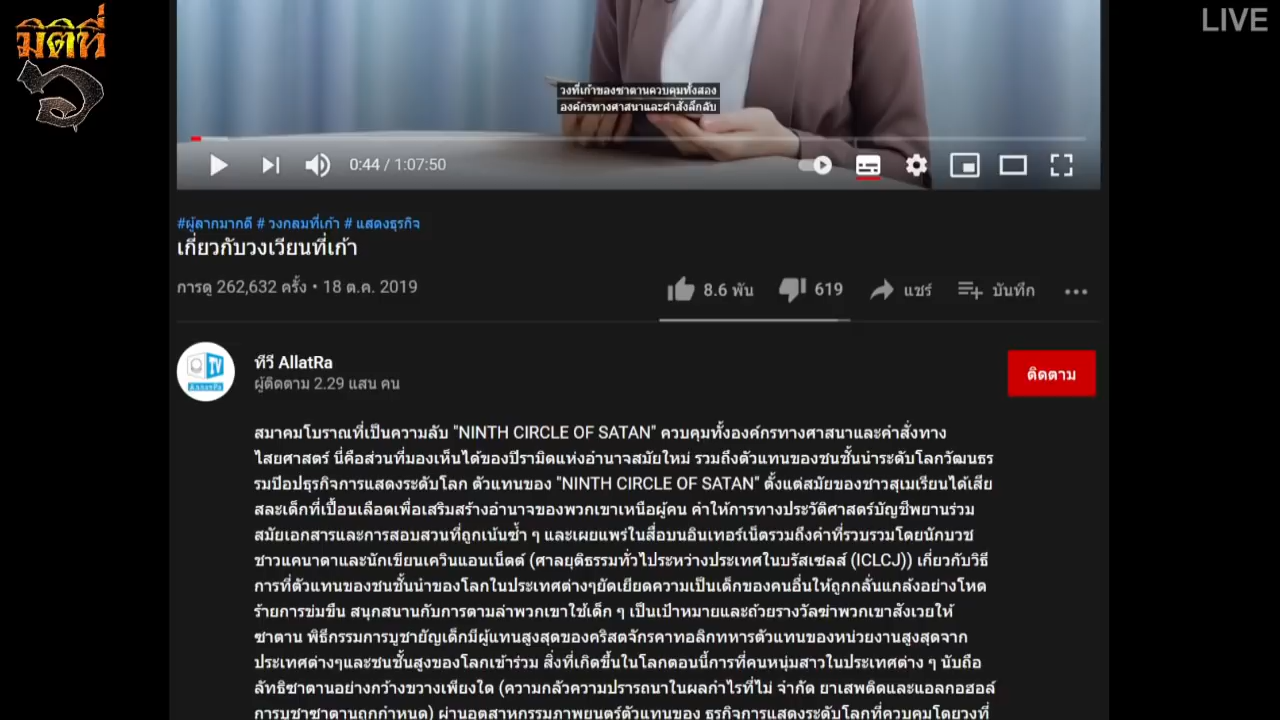 มิติที่ 6
LIVE
วงที่เก้าของซาตานควบคุมทั้งสอง
องค์กรทางศาสนาและคำสั่งลึกลับ
0:44 / 1:07:50
#ผู้ลากมากดี # วงกลมที่เก้า # แสดงธุรกิจ
เกี่ยวกับวงเวียนที่เก้า
การดู 262,632 ครั้ง • 18 ต.ค. 2019
8.6 พัน 619 แชร์ บันทึก
TV
AllatRa
ทีวี AllatRa
ผู้ติดตาม 2.29 แสน คน
ติดตาม
สมาคมโบราณที่เป็นความลับ "NINTH CIRCLE OF SATAN" ควบคุมทั้งองค์กรทางศาสนาและคำสั่งทาง
ไสยศาสตร์ นี่คือส่วนที่มองเห็นได้ของปิรามิดแห่งอำนาจสมัยใหม่ รวมถึงตัวแทนของชนชั้นนำระดับโลกวัฒนธร
รมป๊อปธุรกิจการแสดงระดับโลก ตัวแทนของ "NINTH CIRCLE OF SATAN" ตั้งแต่สมัยของชาวสุเมเรียนได้เสีย
สละเด็กที่เปื้อนเลือดเพื่อเสริมสร้างอำนาจของพวกเขาเหนือผู้คน คำให้การทางประวัติศาสตร์บัญชีพยานร่วม
สมัยเอกสารและการสอบสวนที่ถูกเน้นซ้ำ ๆ และเผยแพร่ในสื่อบนอินเทอร์เน็ตรวมถึงคำที่รวบรวมโดยนักบวช
ชาวแคนาดาและนักเขียนเควินแอนเน็ตต์ (ศาลยุติธรรมทั่วไประหว่างประเทศในบรัสเซลส์ (ICLCJ)) เกี่ยวกับวิธี
การที่ตัวแทนของชนชั้นนำของโลกในประเทศต่างๆยัดเยียดความเป็นเด็กของคนอื่นให้ถูกกลั่นแกล้งอย่างโหด
ร้ายการข่มขืน สนุกสนานกับการตามล่าพวกเขาใช้เด็ก ๆ เป็นเป้าหมายและถ้วยรางวัลฆ่าพวกเขาสังเวยให้
ซาตาน พิธีกรรมการบูชายัญเด็กมีผู้แทนสูงสุดของคริสตจักรคาทอลิกทหารตัวแทนของหน่วยงานสูงสุดจาก
ประเทศต่างๆและชนชั้นสูงของโลกเข้าร่วม สิ่งที่เกิดขึ้นในโลกตอนนี้การที่คนหนุ่มสาวในประเทศต่าง ๆ นับถือ
ลัทธิซาตานอย่างกว้างขวางเพียงใด (ความกลัวความปรารถนาในผลกำไรที่ไม่ จำกัด ยาเสพติดและแอลกอฮอล์
การบูชาซาตานถูกกำหนด) ผ่านอุตสาหกรรมภาพยนตร์ตัวแทนของ ธุรกิจการแสดงระดับโลกที่ควบคุมโดยวงที่